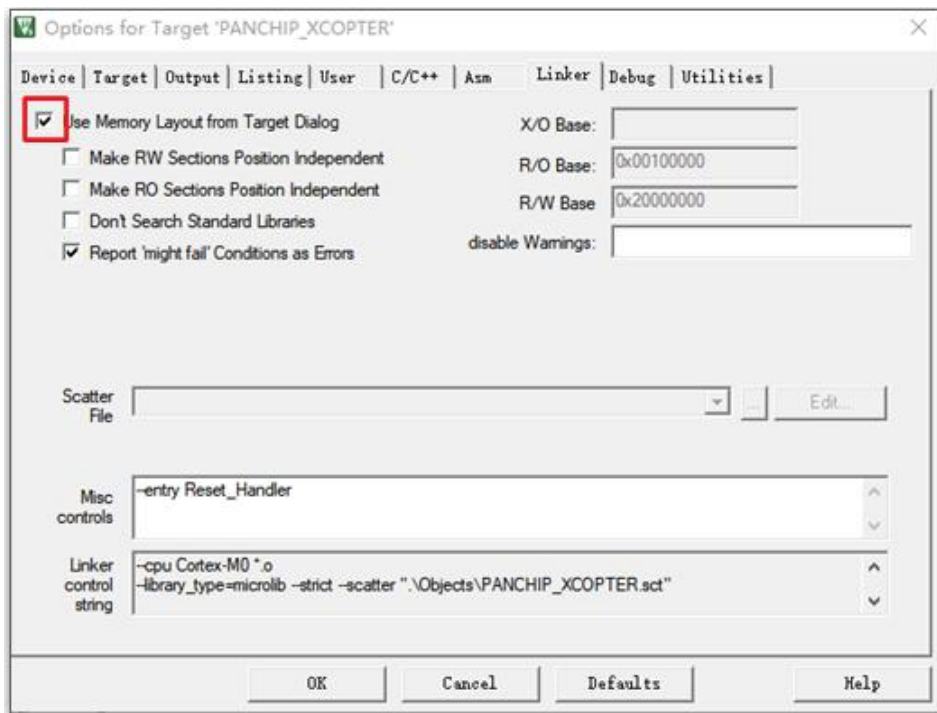 Options for Target 'PANCHIP_XCOPTER'
Device Target Output Listing User C/C++ Asm Linker Debug Utilities
Use Memory Layout from Target Dialog
Make RW Sections Position Independent
Make RO Sections Position Independent
Don't Search Standard Libraries
Report 'might fail' Conditions as Errors
X/O Base:
R/O Base: 0x00100000
R/W Base 0x20000000
disable Warnings:
Scatter
File
... Edit...
Misc
controls
--entry Reset_Handler
Linker
control
string
--cpu Cortex-M0 *.o
--library_type=microlib --strict --scatter ".\Objects\PANCHIP_XCOPTER.sct"
OK Cancel Defaults Help